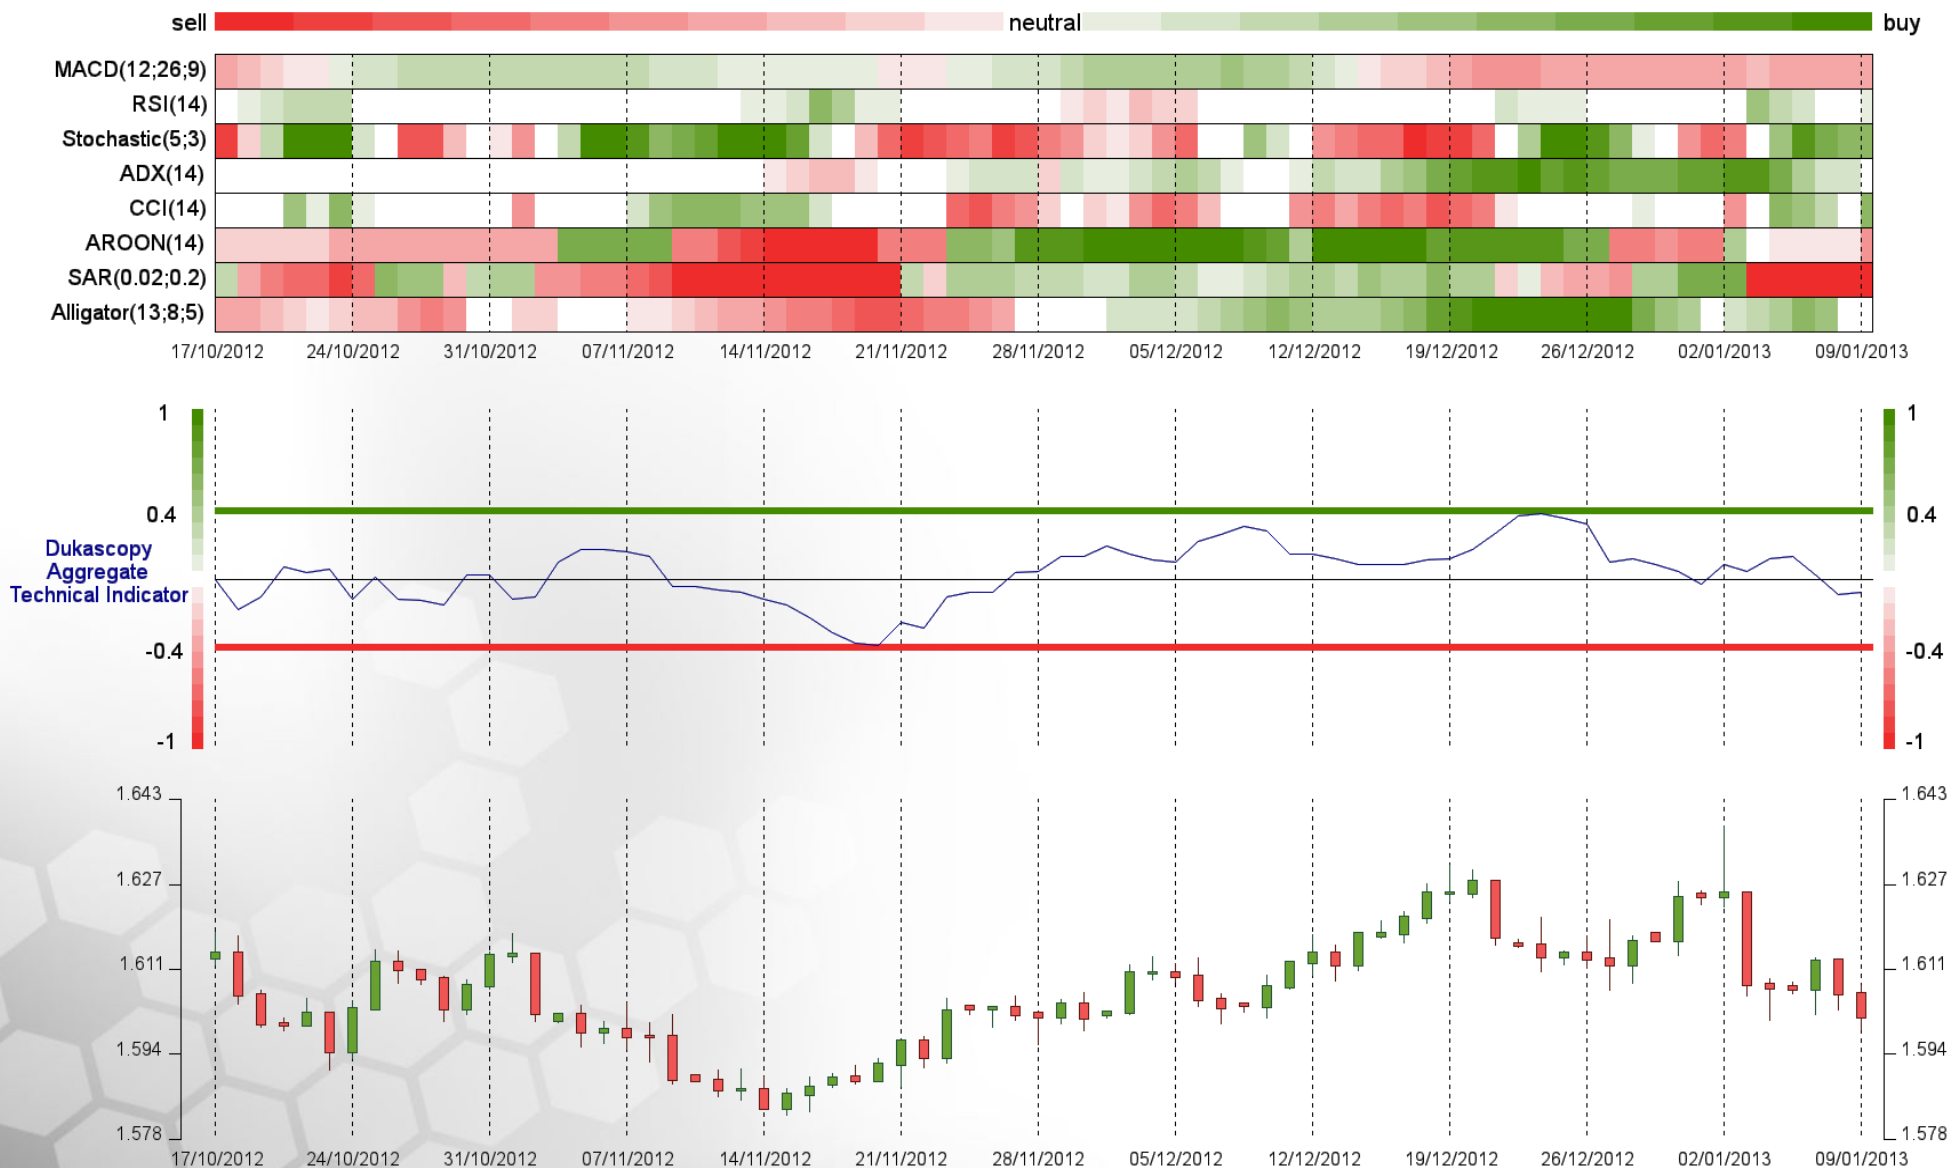 sell neutral buy
MACD(12;26;9)
RSI(14)
Stochastic(5;3)
ADX(14)
CCI(14)
AROON(14)
SAR(0.02;0.2)
Alligator(13;8;5)
17/10/2012 24/10/2012 31/10/2012 07/11/2012 14/11/2012 21/11/2012 28/11/2012 05/12/2012 12/12/2012 19/12/2012 26/12/2012 02/01/2013 09/01/2013
1 1
0.4 0.4
Dukascopy
Aggregate
Technical Indicator
-0.4 -0.4
-1 -1
1.643 1.643
1.627 1.627
1.611 1.611
1.594 1.594
1.578 1.578
17/10/2012 24/10/2012 31/10/2012 07/11/2012 14/11/2012 21/11/2012 28/11/2012 05/12/2012 12/12/2012 19/12/2012 26/12/2012 02/01/2013 09/01/2013